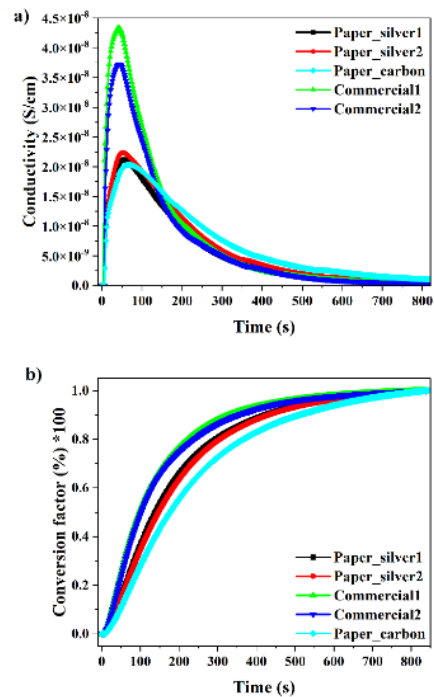 a)
4.5×10⁻⁸
4.0×10⁻⁸
3.5×10⁻⁸
3.0×10⁻⁸
2.5×10⁻⁸
2.0×10⁻⁸
1.5×10⁻⁸
1.0×10⁻⁸
5.0×10⁻⁹
0.0
Conductivity (S/cm)
Paper_silver1
Paper_silver2
Paper_carbon
Commercial1
Commercial2
0 100 200 300 400 500 600 700 800
Time (s)
b)
1.0
0.8
0.6
0.4
0.2
0.0
Conversion factor (%) *100
Paper_silver1
Paper_silver2
Commercial1
Commercial2
Paper_carbon
0 100 200 300 400 500 600 700 800
Time (s)